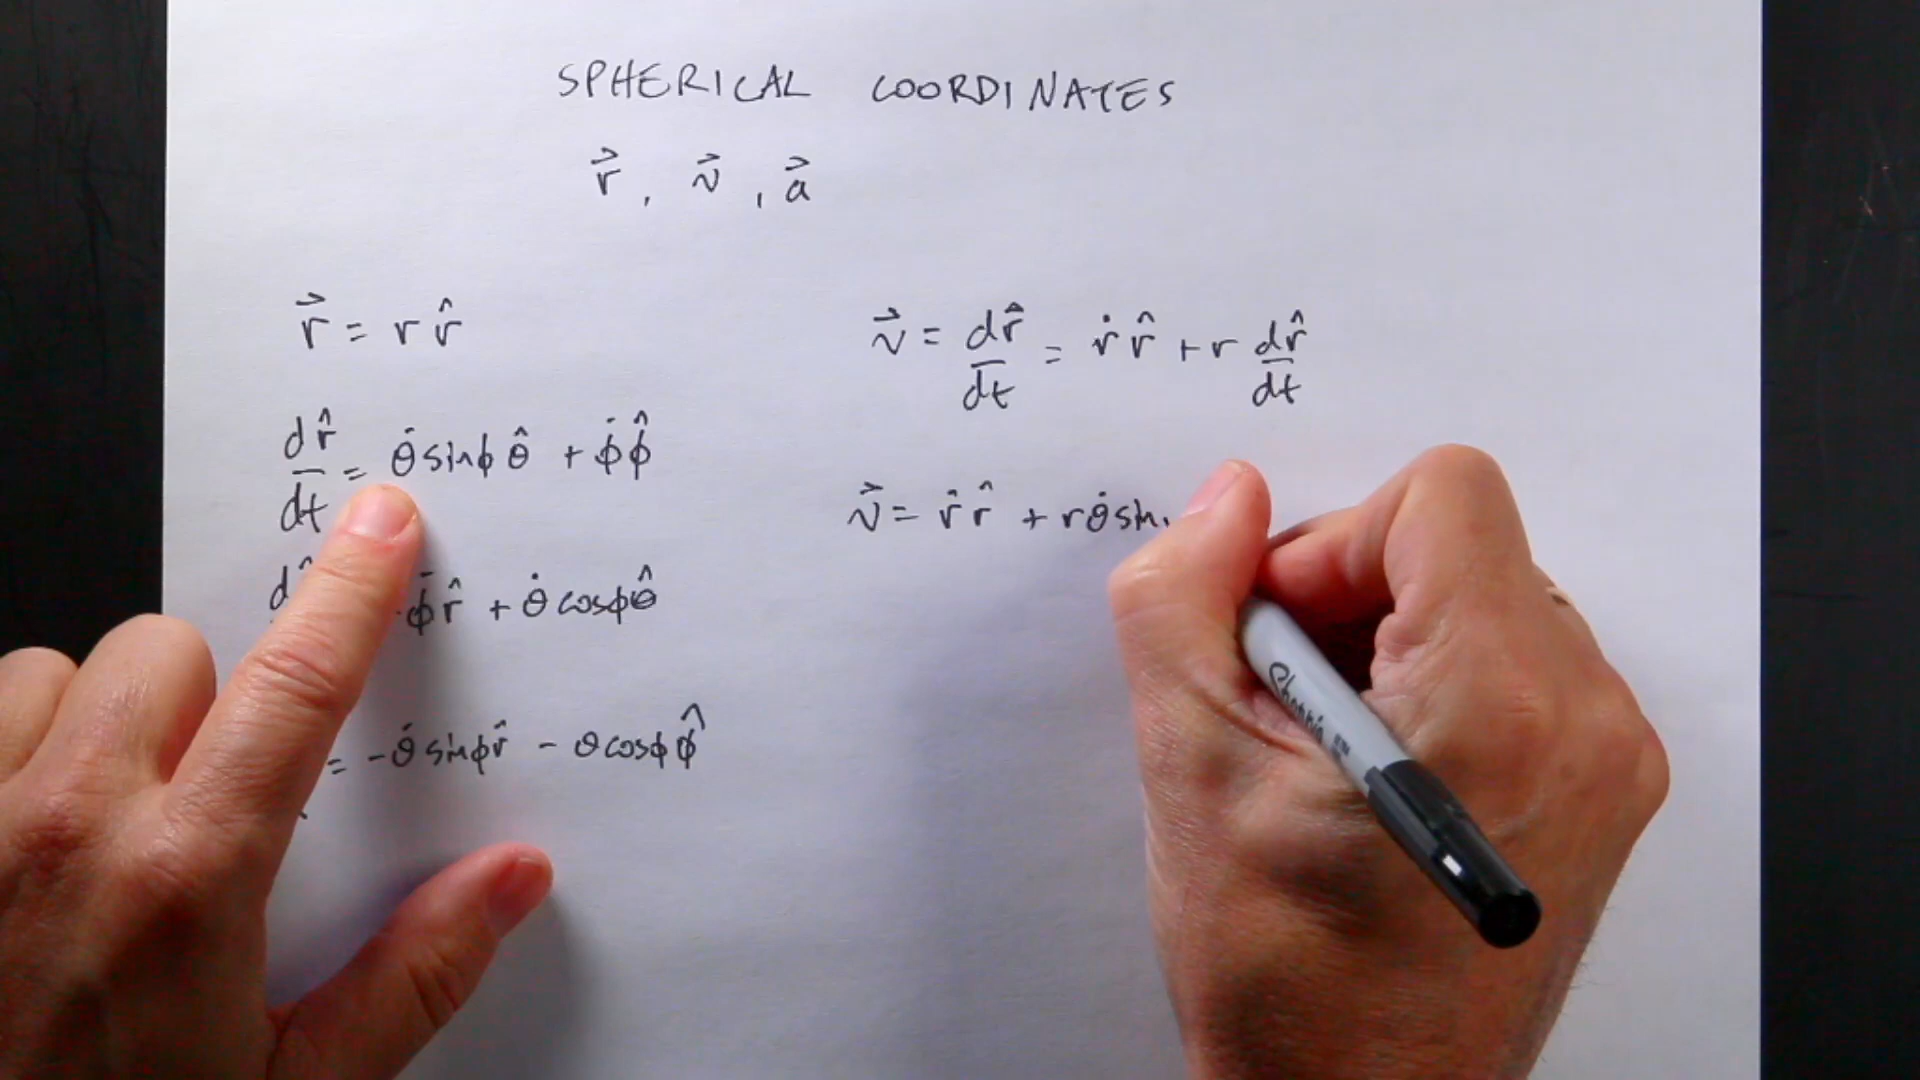 SPHERICAL COORDINATES
r⃗ , v⃗ , a⃗
r⃗ = r r̂
v⃗ = dr̂/dt = ṙ r̂ + r dr̂/dt
dr̂/dt = θ̇ sinϕ θ̂ + ϕ̇ ϕ̂
v⃗ = ṙ r̂ + r θ̇ sin
ϕ̇ r̂ + θ̇ cosϕ θ̂
= -θ̇ sinϕ r̂ - θ cosϕ ϕ̂
Sharpie